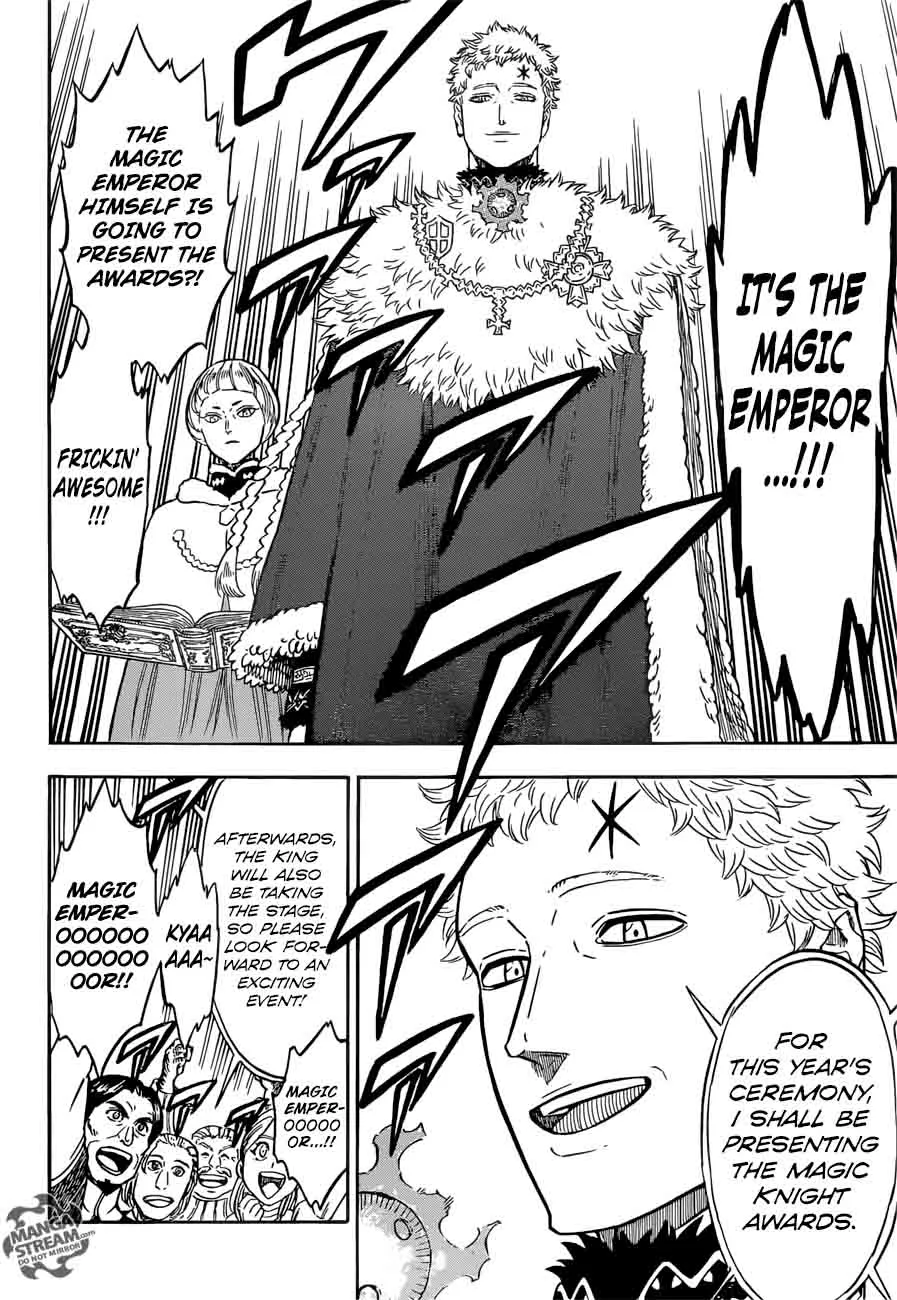 IT'S THE
MAGIC
EMPEROR
...!!!
THE
MAGIC
EMPEROR
HIMSELF IS
GOING TO
PRESENT THE
AWARDS?!
FRICKIN'
AWESOME
!!!
FOR
THIS YEAR'S
CEREMONY,
I SHALL BE
PRESENTING
THE MAGIC
KNIGHT
AWARDS.
AFTERWARDS,
THE KING
WILL ALSO
BE TAKING
THE STAGE,
SO PLEASE
LOOK FOR-
WARD TO AN
EXCITING
EVENT!
KYAA
AAA~
MAGIC
EMPER-
OOOOOO
OOOOOO
OOR!!
MAGIC
EMPER-
OOOOO
OR...!!
MANGA
STREAM.com
DO NOT MIRROR